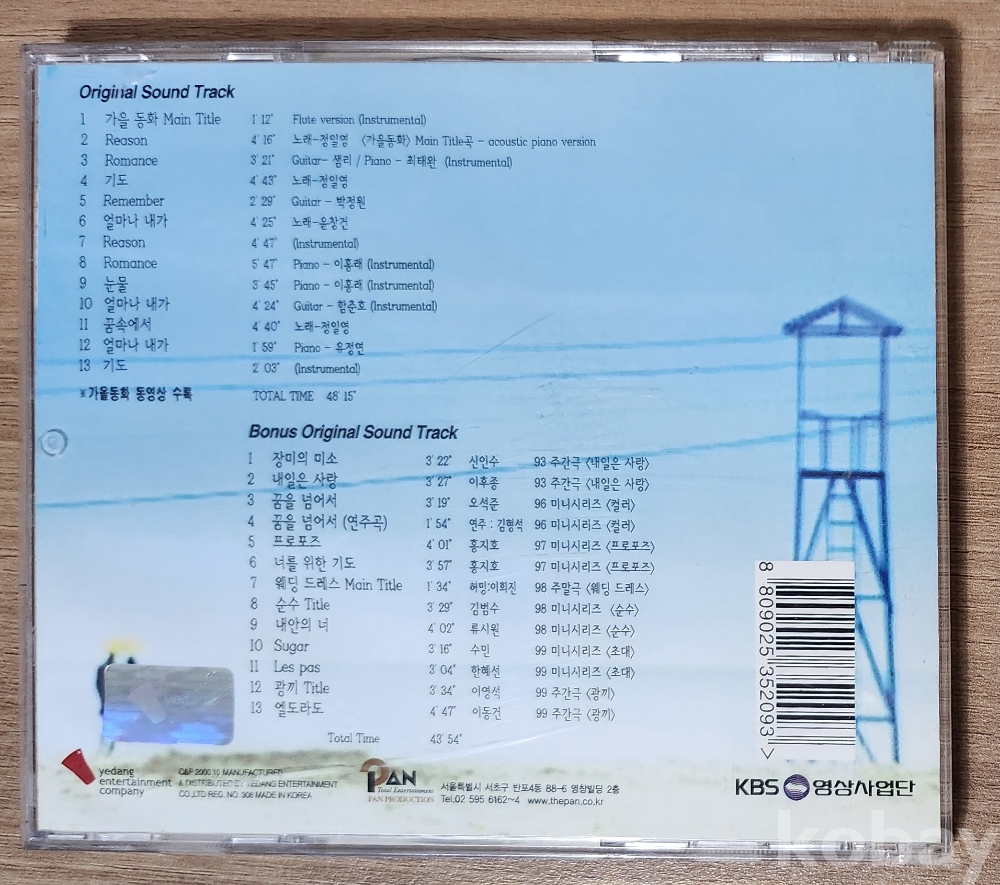 Original Sound Track
1 가을 동화 Main Title 1' 12" Flute version (Instrumental)
2 Reason 4' 16" 노래-정일영 〈가을동화〉 Main Title곡 - acoustic piano version
3 Romance 3' 21" Guitar- 샘리 / Piano - 최태완 (Instrumental)
4 기도 4' 43" 노래-정일영
5 Remember 2' 29" Guitar - 박정원
6 얼마나 내가 4' 25" 노래-윤창건
7 Reason 4' 47" (Instrumental)
8 Romance 5' 47" Piano - 이흥래 (Instrumental)
9 눈물 3' 45" Piano - 이흥래 (Instrumental)
10 얼마나 내가 4' 24" Guitar - 함춘호 (Instrumental)
11 꿈속에서 4' 40" 노래-정일영
12 얼마나 내가 1' 59" Piano - 유정연
13 기도 2' 03" (Instrumental)
※가을동화 동영상 수록 TOTAL TIME 48' 15"
Bonus Original Sound Track
1 장미의 미소 3' 22" 신인수 93 주간극 〈내일은 사랑〉
2 내일은 사랑 3' 27" 이후종 93 주간극 〈내일은 사랑〉
3 꿈을 넘어서 3' 19" 오석준 96 미니시리즈 〈컬러〉
4 꿈을 넘어서 (연주곡) 1' 54" 연주 : 김형석 96 미니시리즈 〈컬러〉
5 프로포즈 4' 01" 홍지호 97 미니시리즈 〈프로포즈〉
6 너를 위한 기도 3' 57" 홍지호 97 미니시리즈 〈프로포즈〉
7 웨딩 드레스 Main Title 1' 34" 허밍:이희진 98 주말극 〈웨딩 드레스〉
8 순수 Title 3' 29" 김범수 98 미니시리즈 〈순수〉
9 내안의 너 4' 02" 류시원 98 미니시리즈 〈순수〉
10 Sugar 3' 16" 수민 99 미니시리즈 〈초대〉
11 Les pas 3' 04" 한혜선 99 미니시리즈 〈초대〉
12 광끼 Title 3' 34" 이영석 99 주간극 〈광끼〉
13 엘도라도 4' 47" 이동건 99 주간극 〈광끼〉
Total Time 43' 54"
8 809025 352093 >
yedang
entertainment
company
C&P 2000.10 MANUFACTURED
& DISTRIBUTED BY YEDANG ENTERTAINMENT
CO.,LTD REG. NO. 306 MADE IN KOREA
PAN
Total Entertainment
PAN PRODUCTION
서울특별시 서초구 반포4동 88-6 영창빌딩 2층
Tel.02 595 6162~4 www.thepan.co.kr
KBS 영상사업단
kobay